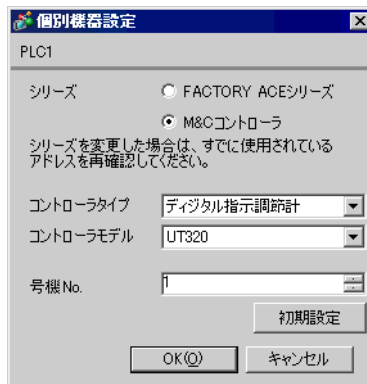 個別機器設定
PLC1
シリーズ
FACTORY ACEシリーズ
M&Cコントローラ
シリーズを変更した場合は、すでに使用されている
アドレスを再確認してください。
コントローラタイプ ディジタル指示調節計
コントローラモデル UT320
号機No. 1
初期設定
OK(O) キャンセル